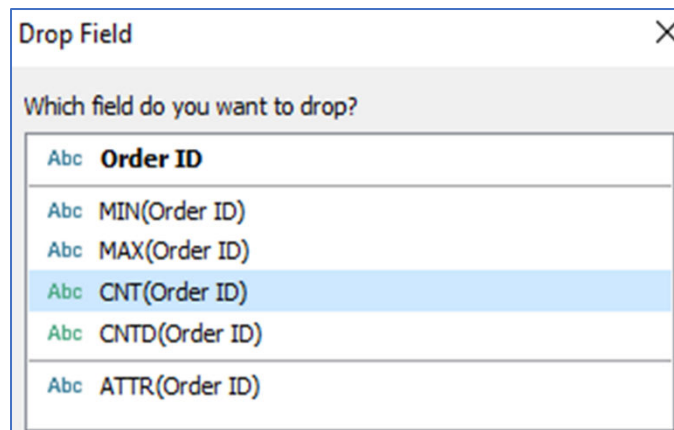 Drop Field
Which field do you want to drop?
Abc Order ID
Abc MIN(Order ID)
Abc MAX(Order ID)
Abc CNT(Order ID)
Abc CNTD(Order ID)
Abc ATTR(Order ID)